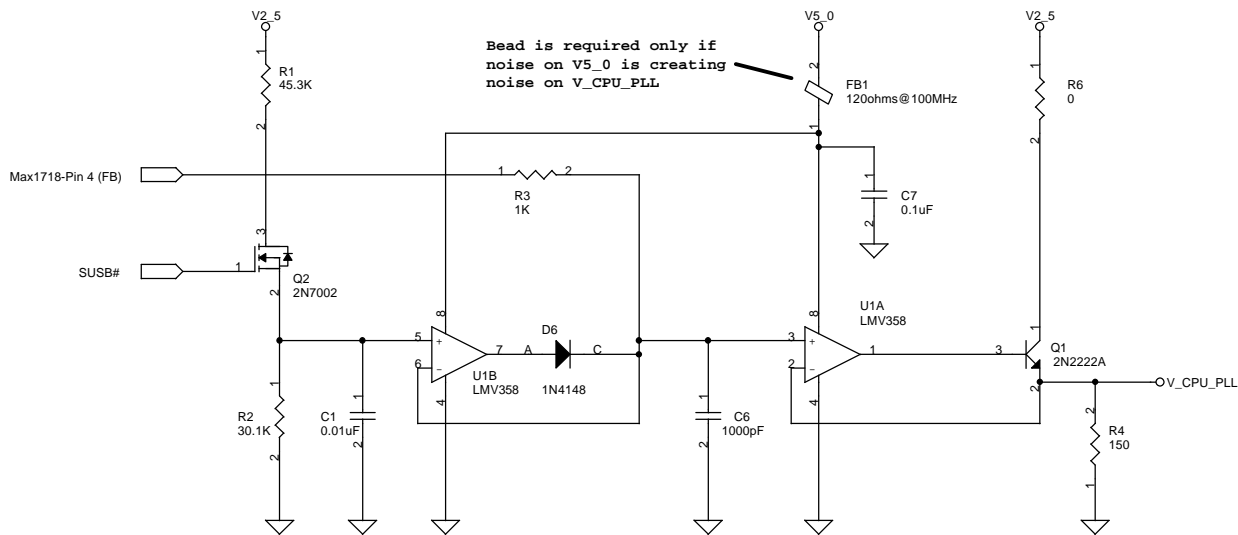 V2_5
V5_0
V2_5
Bead is required only if
noise on V5_0 is creating
noise on V_CPU_PLL
1
R1
45.3K
2
2
FB1
120ohms@100MHz
1
1
R6
0
2
Max1718-Pin 4 (FB)
1
2
R3
1K
1
C7
0.1uF
2
3
SUSB#
1
Q2
2N7002
2
8
5
+
6
-
7
U1B
LMV358
4
A
D6
C
1N4148
8
U1A
LMV358
3
+
2
-
1
4
1
3
Q1
2N2222A
2
V_CPU_PLL
1
R2
30.1K
2
1
C1
0.01uF
2
1
C6
1000pF
2
2
R4
150
1